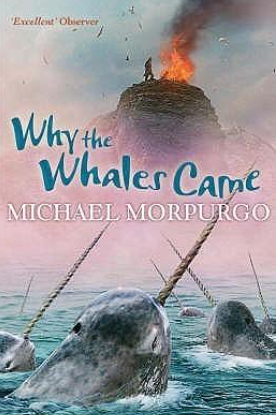 'Excellent' Observer
Why the
Whales Came
MICHAEL MORPURGO